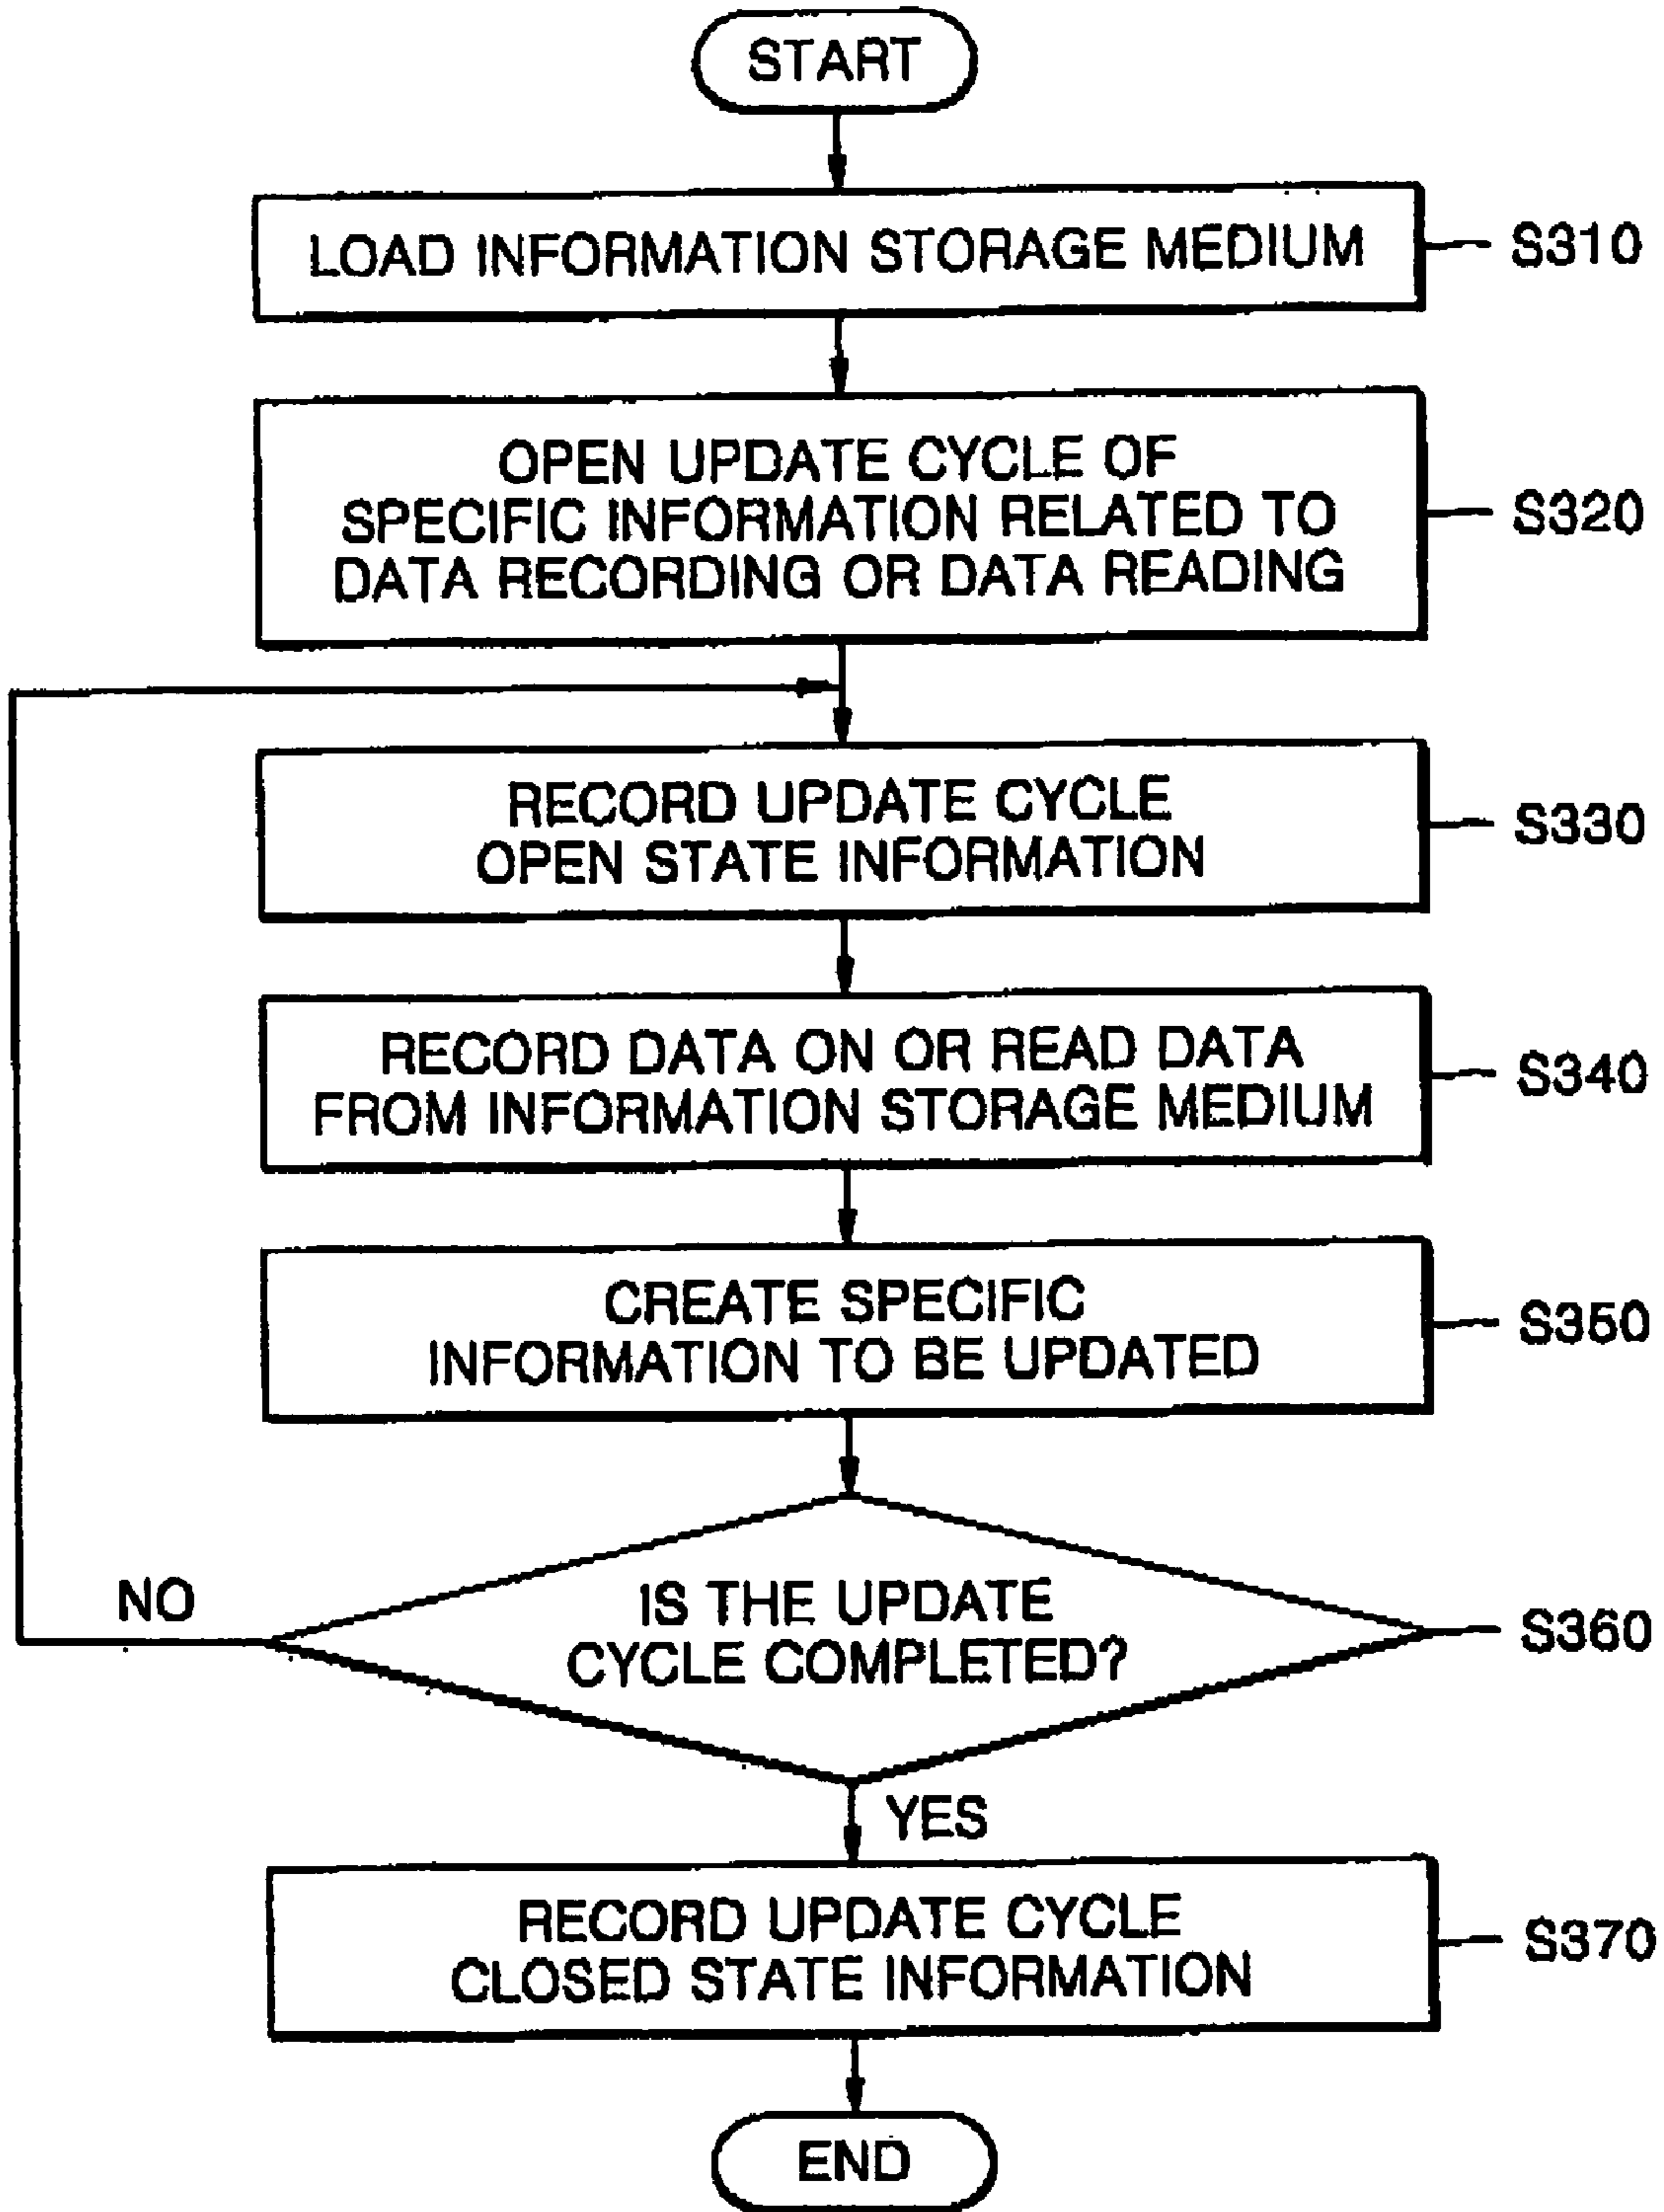 START
LOAD INFORMATION STORAGE MEDIUM
S310
OPEN UPDATE CYCLE OF
SPECIFIC INFORMATION RELATED TO
DATA RECORDING OR DATA READING
S320
RECORD UPDATE CYCLE
OPEN STATE INFORMATION
S330
RECORD DATA ON OR READ DATA
FROM INFORMATION STORAGE MEDIUM
S340
CREATE SPECIFIC
INFORMATION TO BE UPDATED
S350
NO
IS THE UPDATE
CYCLE COMPLETED?
S360
YES
RECORD UPDATE CYCLE
CLOSED STATE INFORMATION
S370
END